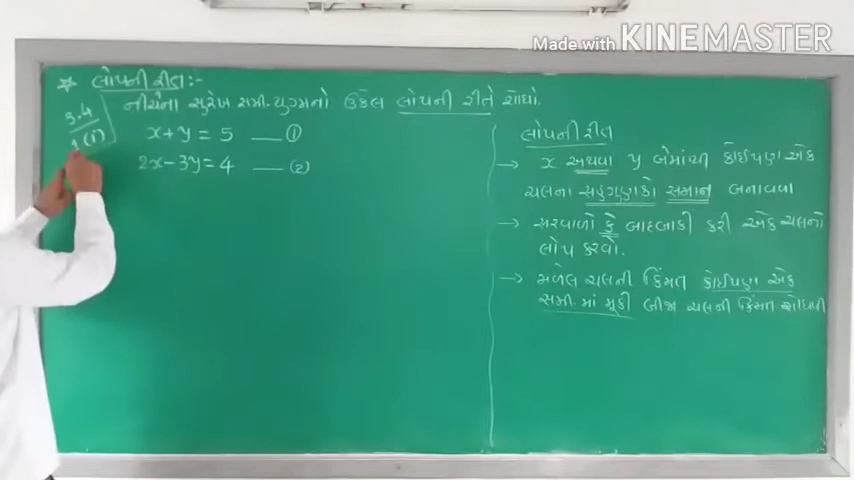 Made with KINEMASTER
* લોપની રીત:-
3.4
1 (i)
નીચેના સુરેખ સમી. યુગ્મનો ઉકેલ લોપની રીતે શોધો.
x + y = 5 — ①
2x - 3y = 4 — ②
લોપની રીત
→ x અથવા y બેમાંથી કોઈપણ એક
ચલના સહગુણકો સમાન બનાવવા
→ સરવાળો કે બાદબાકી કરી એક ચલનો
લોપ કરવો.
→ મળેલ ચલની કિંમત કોઈપણ એક
સમી. માં મૂકી બીજા ચલની કિંમત શોધવી